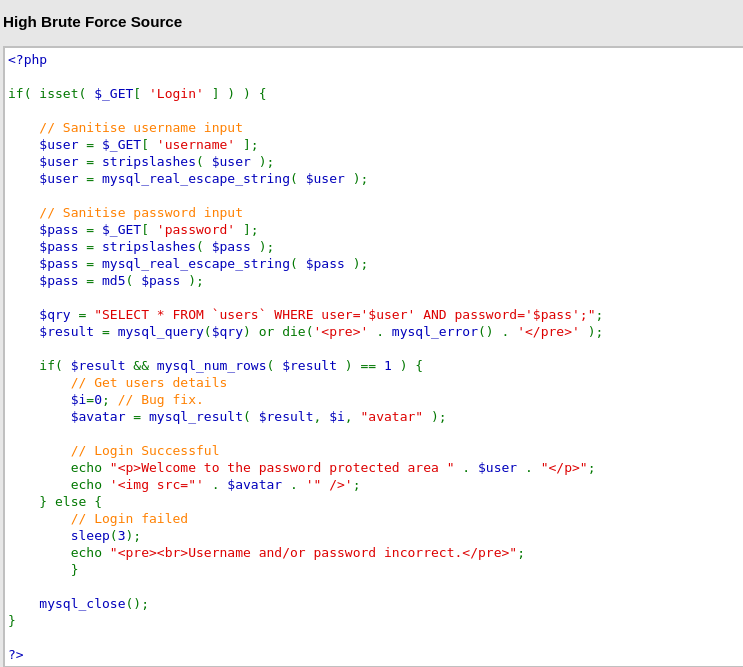 High Brute Force Source
<?php
if( isset( $_GET[ 'Login' ] ) ) {
    // Sanitise username input
    $user = $_GET[ 'username' ];
    $user = stripslashes( $user );
    $user = mysql_real_escape_string( $user );
    // Sanitise password input
    $pass = $_GET[ 'password' ];
    $pass = stripslashes( $pass );
    $pass = mysql_real_escape_string( $pass );
    $pass = md5( $pass );
    $qry = "SELECT * FROM `users` WHERE user='$user' AND password='$pass';";
    $result = mysql_query($qry) or die('<pre>' . mysql_error() . '</pre>' );
    if( $result && mysql_num_rows( $result ) == 1 ) {
        // Get users details
        $i=0; // Bug fix.
        $avatar = mysql_result( $result, $i, "avatar" );
        // Login Successful
        echo "<p>Welcome to the password protected area " . $user . "</p>";
        echo '<img src="' . $avatar . '" />';
    } else {
        // Login failed
        sleep(3);
        echo "<pre><br>Username and/or password incorrect.</pre>";
        }
    mysql_close();
}
?>